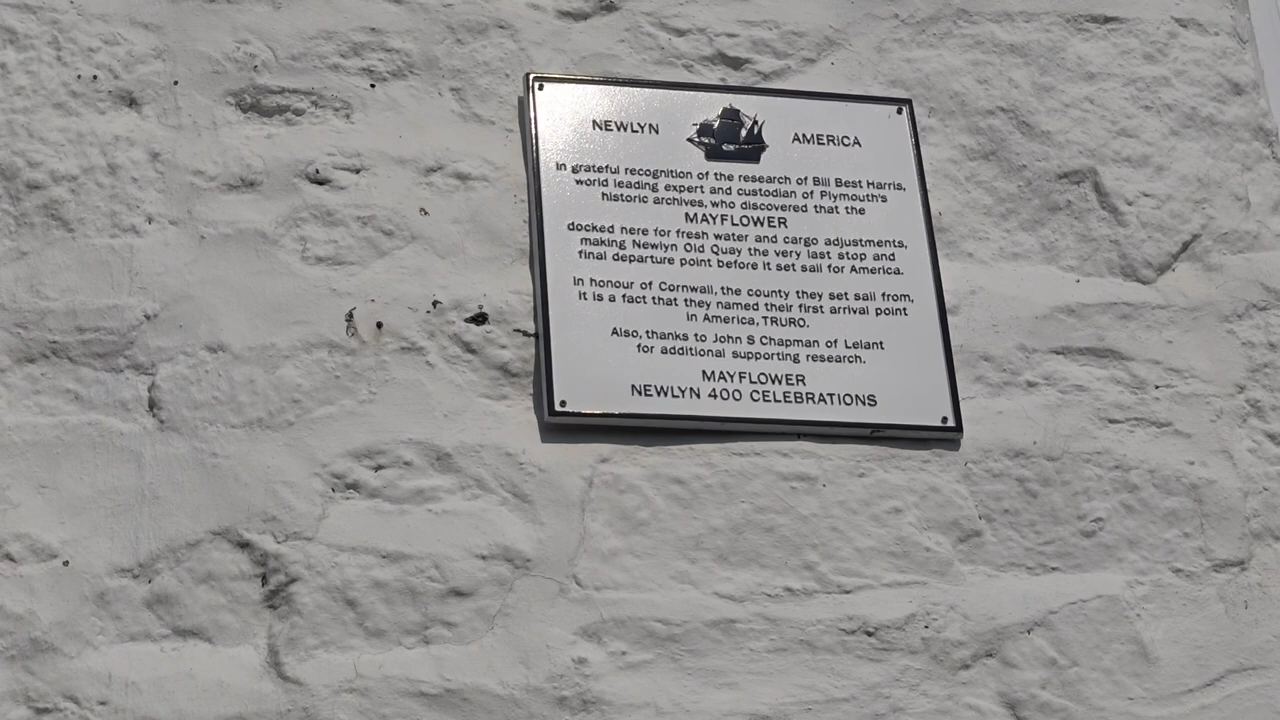 NEWLYN AMERICA
In grateful recognition of the research of Bill Best Harris,
world leading expert and custodian of Plymouth's
historic archives, who discovered that the
MAYFLOWER
docked here for fresh water and cargo adjustments,
making Newlyn Old Quay the very last stop and
final departure point before it set sail for America.
In honour of Cornwall, the county they set sail from,
it is a fact that they named their first arrival point
in America, TRURO.
Also, thanks to John S Chapman of Lelant
for additional supporting research.
MAYFLOWER
NEWLYN 400 CELEBRATIONS